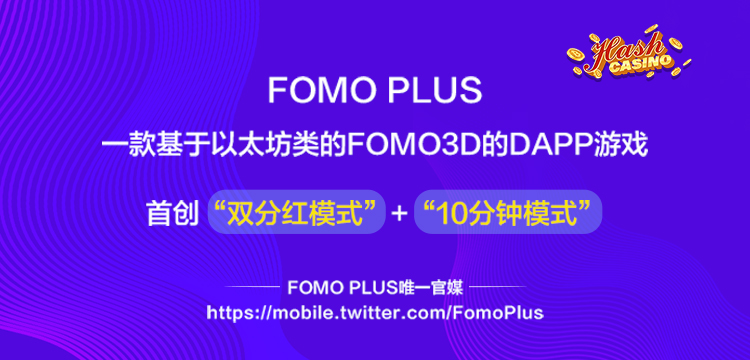 Hash
CASINO
FOMO PLUS
一款基于以太坊类的FOMO3D的DAPP游戏
首创 “双分红模式” + “10分钟模式”
FOMO PLUS唯一官媒
https://mobile.twitter.com/FomoPlus